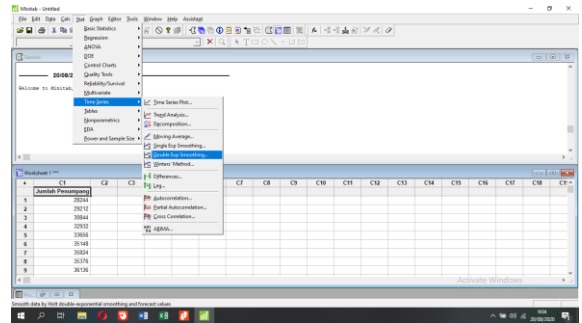 Minitab - Untitled
File Edit Data Calc Stat Graph Editor Tools Window Help Assistant
Basic Statistics
Regression
ANOVA
DOE
Control Charts
Quality Tools
Reliability/Survival
Multivariate
Time Series
Tables
Nonparametrics
EDA
Power and Sample Size
Time Series Plot...
Trend Analysis...
Decomposition...
Moving Average...
Single Exp Smoothing...
Double Exp Smoothing...
Winters' Method...
Differences...
Lag...
Autocorrelation...
Partial Autocorrelation...
Cross Correlation...
ARIMA...
Session
20/08/2
Welcome to Minitab,
Worksheet 1 ***
C1 C2 C3 C7 C8 C9 C10 C11 C12 C13 C14 C15 C16 C17 C18
Jumlah Penumpang
1 28244
2 29212
3 30844
4 32932
5 33656
6 35148
7 35824
8 35376
9 36136
Activate Windows
Smooth data by Holt double-exponential smoothing and forecast values
20/08/2020